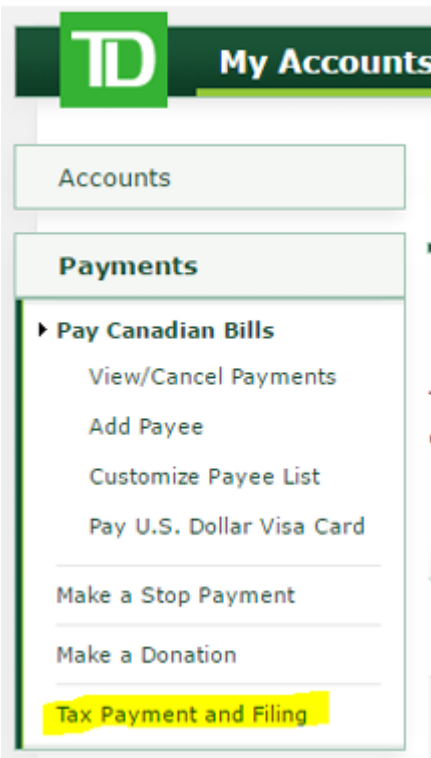 TD
My Accounts
Accounts
Payments
Pay Canadian Bills
View/Cancel Payments
Add Payee
Customize Payee List
Pay U.S. Dollar Visa Card
Make a Stop Payment
Make a Donation
Tax Payment and Filing